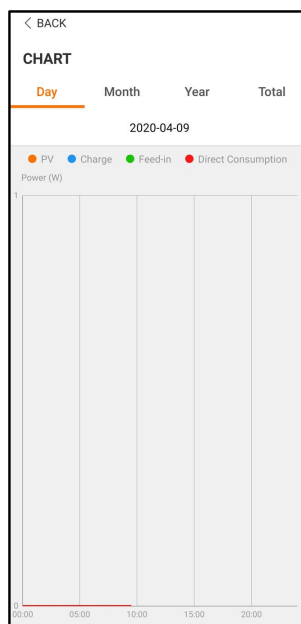 < BACK
CHART
Day Month Year Total
2020-04-09
PV Charge Feed-in Direct Consumption
Power (W)
1
0
00:00 05:00 10:00 15:00 20:00